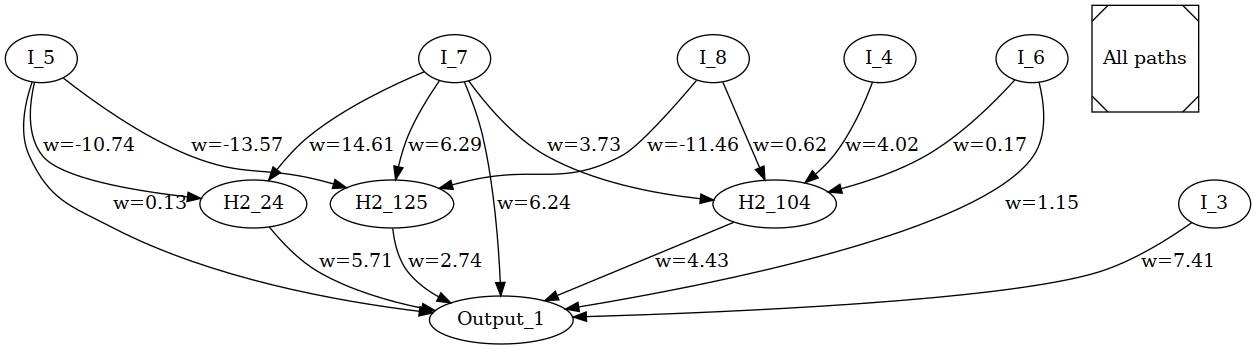 I_5
I_7
I_8
I_4
I_6
All paths
w=-10.74
w=-13.57
w=14.61
w=6.29
w=3.73
w=-11.46
w=0.62
w=4.02
w=0.17
w=0.13
H2_24
H2_125
w=6.24
H2_104
w=1.15
I_3
w=5.71
w=2.74
w=4.43
w=7.41
Output_1